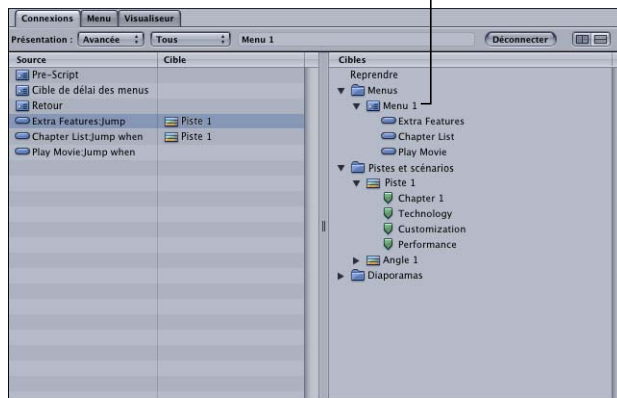 Connexions Menu Visualiseur
Présentation : Avancée Tous Menu 1 Déconnecter
Source Cible Cibles
Pre-Script
Cible de délai des menus
Retour
Extra Features:Jump Piste 1
Chapter List:Jump when Piste 1
Play Movie:Jump when
Reprendre
Menus
Menu 1
Extra Features
Chapter List
Play Movie
Pistes et scénarios
Piste 1
Chapter 1
Technology
Customization
Performance
Angle 1
Diaporamas